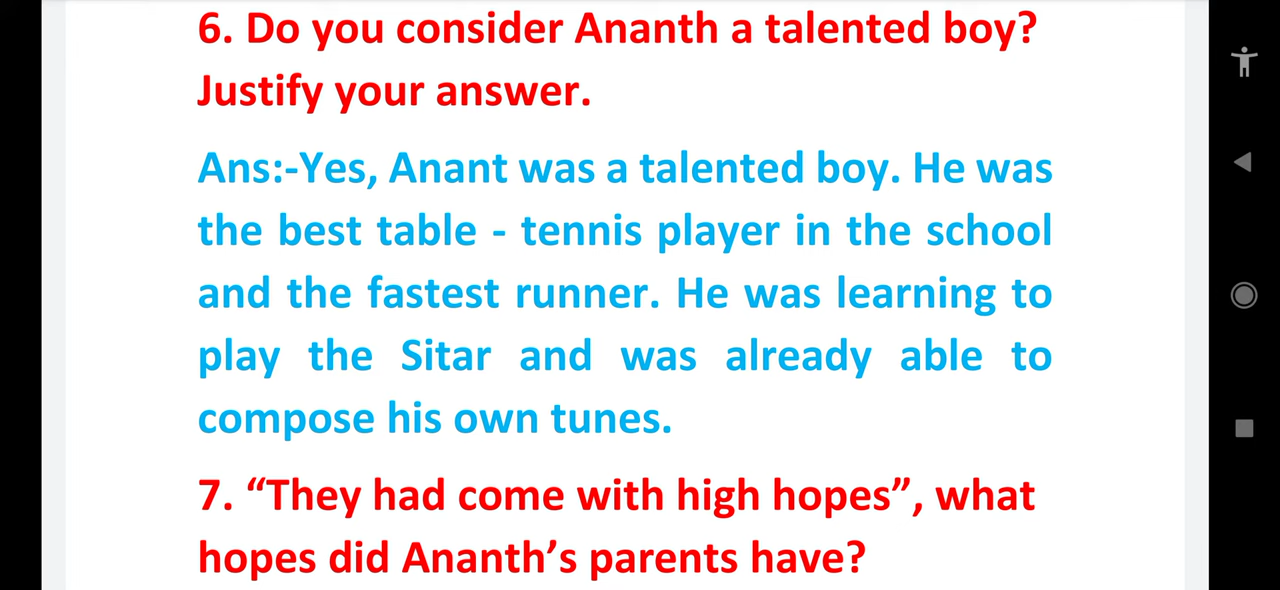 6. Do you consider Ananth a talented boy?
Justify your answer.
Ans:-Yes, Anant was a talented boy. He was
the best table - tennis player in the school
and the fastest runner. He was learning to
play the Sitar and was already able to
compose his own tunes.
7. “They had come with high hopes”, what
hopes did Ananth’s parents have?